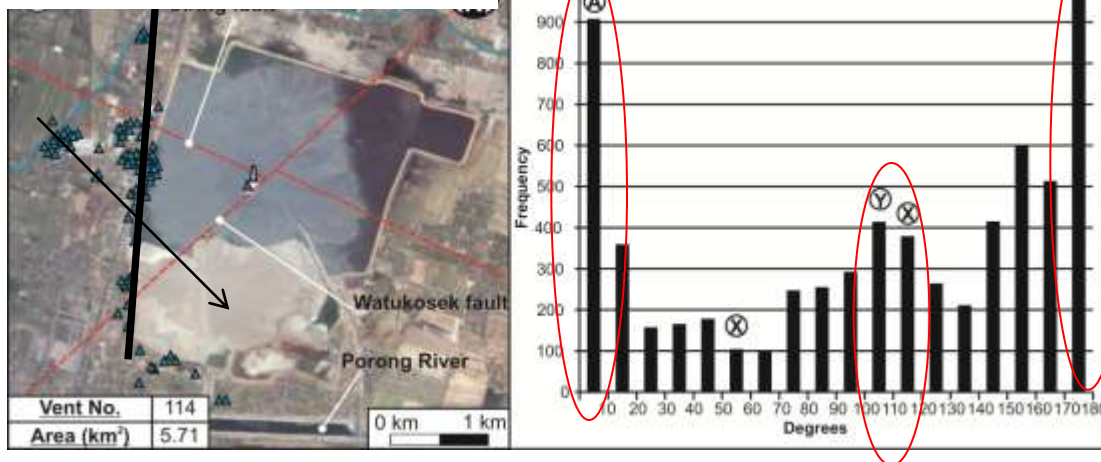 Watukosek fault
Porong River
Vent No. 114
Area (km²) 5.71
0 km 1 km
A
900
800
700
600
500
400
300
200
100
0
Frequency
Y
X
X
10 20 30 40 50 60 70 80 90 100 110 120 130 140 150 160 170 180
Degrees